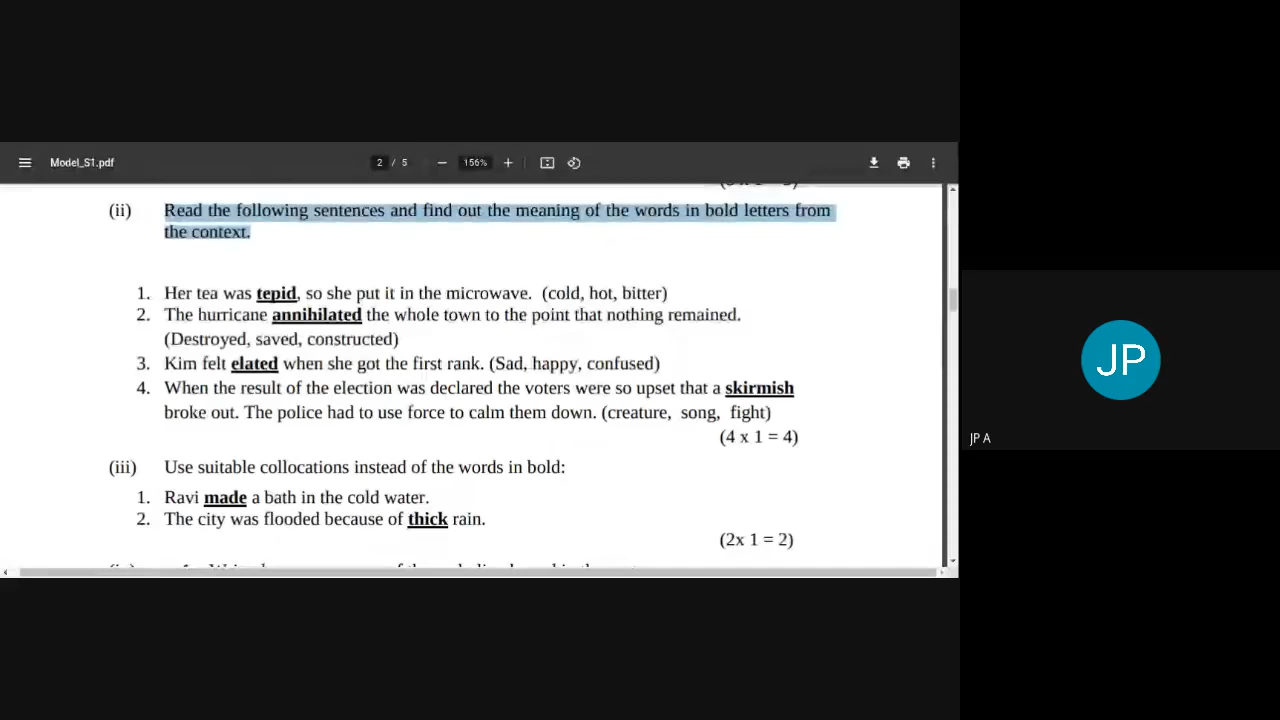 Model_S1.pdf 2 / 5 156%
(ii) Read the following sentences and find out the meaning of the words in bold letters from
the context.
1. Her tea was tepid, so she put it in the microwave. (cold, hot, bitter)
2. The hurricane annihilated the whole town to the point that nothing remained.
(Destroyed, saved, constructed)
3. Kim felt elated when she got the first rank. (Sad, happy, confused)
4. When the result of the election was declared the voters were so upset that a skirmish
broke out. The police had to use force to calm them down. (creature, song, fight)
(4 x 1 = 4)
(iii) Use suitable collocations instead of the words in bold:
1. Ravi made a bath in the cold water.
2. The city was flooded because of thick rain.
(2x 1 = 2)
JP
JP A